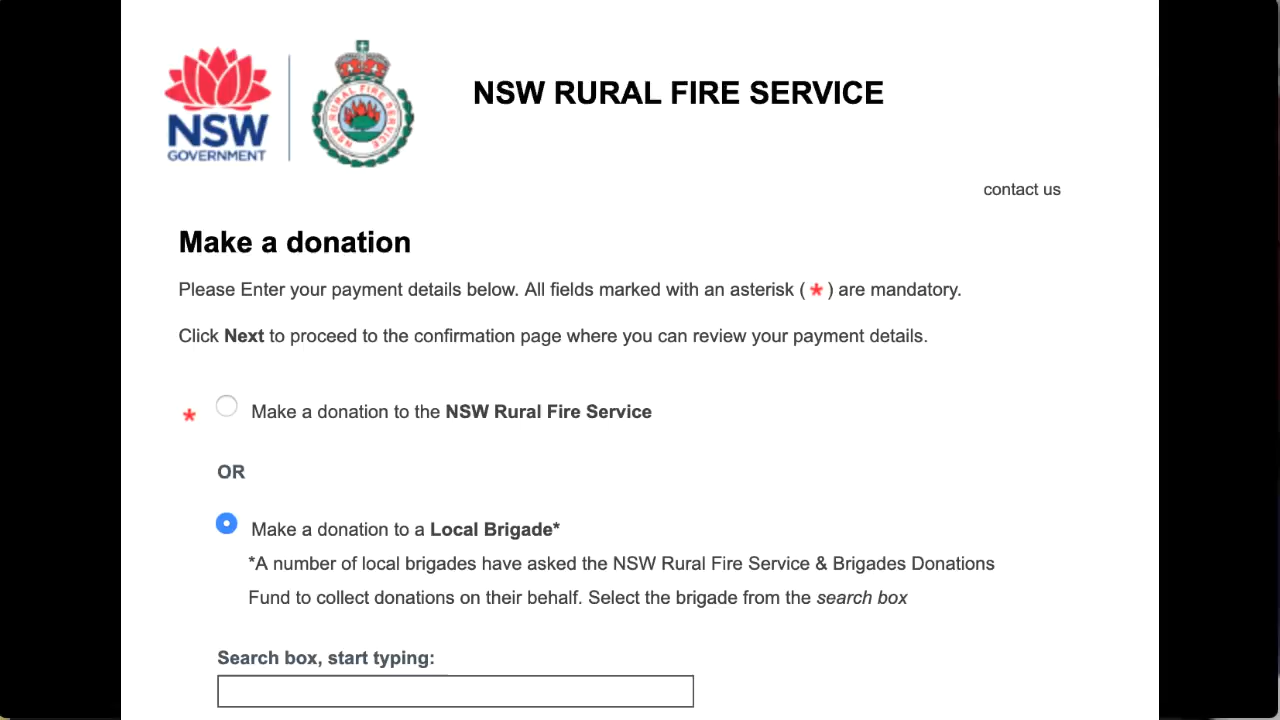 NSW
GOVERNMENT
NSW RURAL FIRE SERVICE
NSW RURAL FIRE SERVICE
contact us
Make a donation
Please Enter your payment details below. All fields marked with an asterisk ( * ) are mandatory.
Click Next to proceed to the confirmation page where you can review your payment details.
* Make a donation to the NSW Rural Fire Service
OR
Make a donation to a Local Brigade*
*A number of local brigades have asked the NSW Rural Fire Service & Brigades Donations
Fund to collect donations on their behalf. Select the brigade from the search box
Search box, start typing: